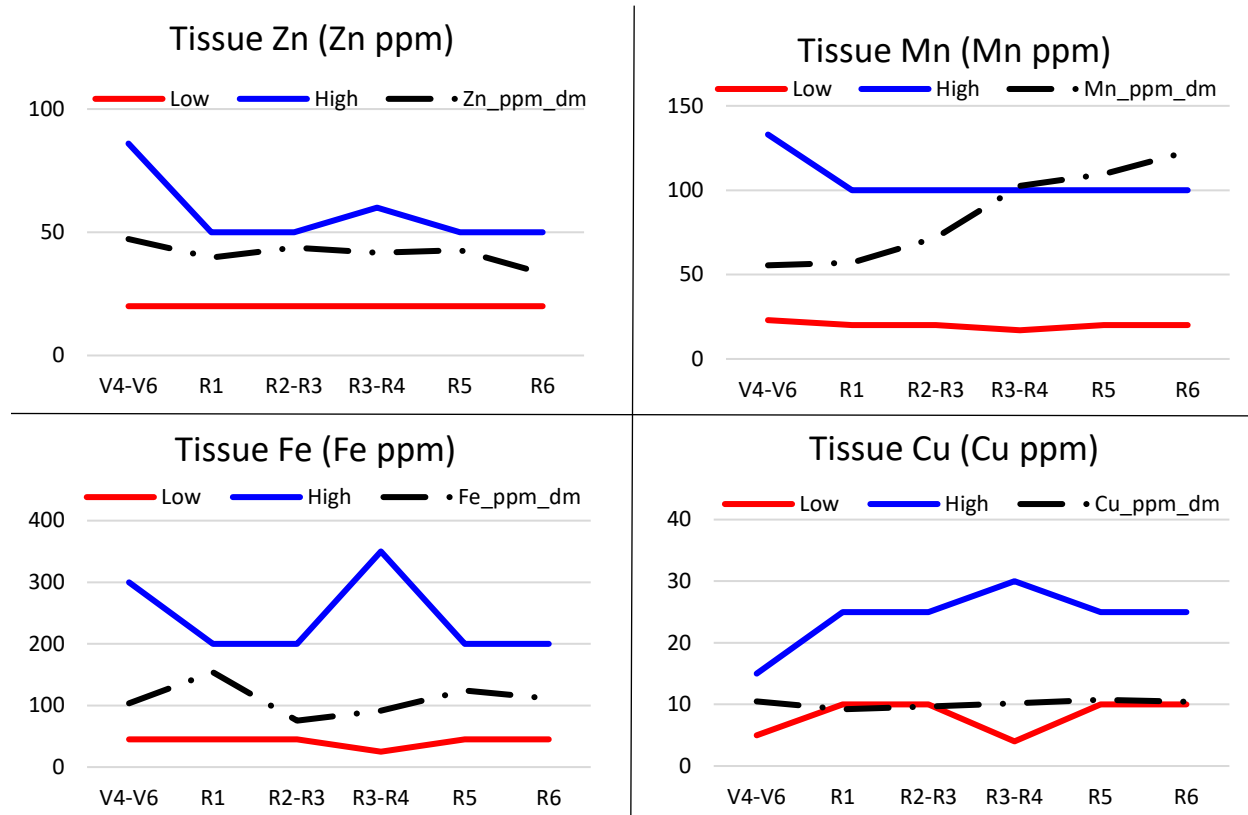 Tissue Zn (Zn ppm)
Low High Zn_ppm_dm
100
50
0
V4-V6 R1 R2-R3 R3-R4 R5 R6
Tissue Mn (Mn ppm)
Low High Mn_ppm_dm
150
100
50
0
V4-V6 R1 R2-R3 R3-R4 R5 R6
Tissue Fe (Fe ppm)
Low High Fe_ppm_dm
400
300
200
100
0
V4-V6 R1 R2-R3 R3-R4 R5 R6
Tissue Cu (Cu ppm)
Low High Cu_ppm_dm
40
30
20
10
0
V4-V6 R1 R2-R3 R3-R4 R5 R6